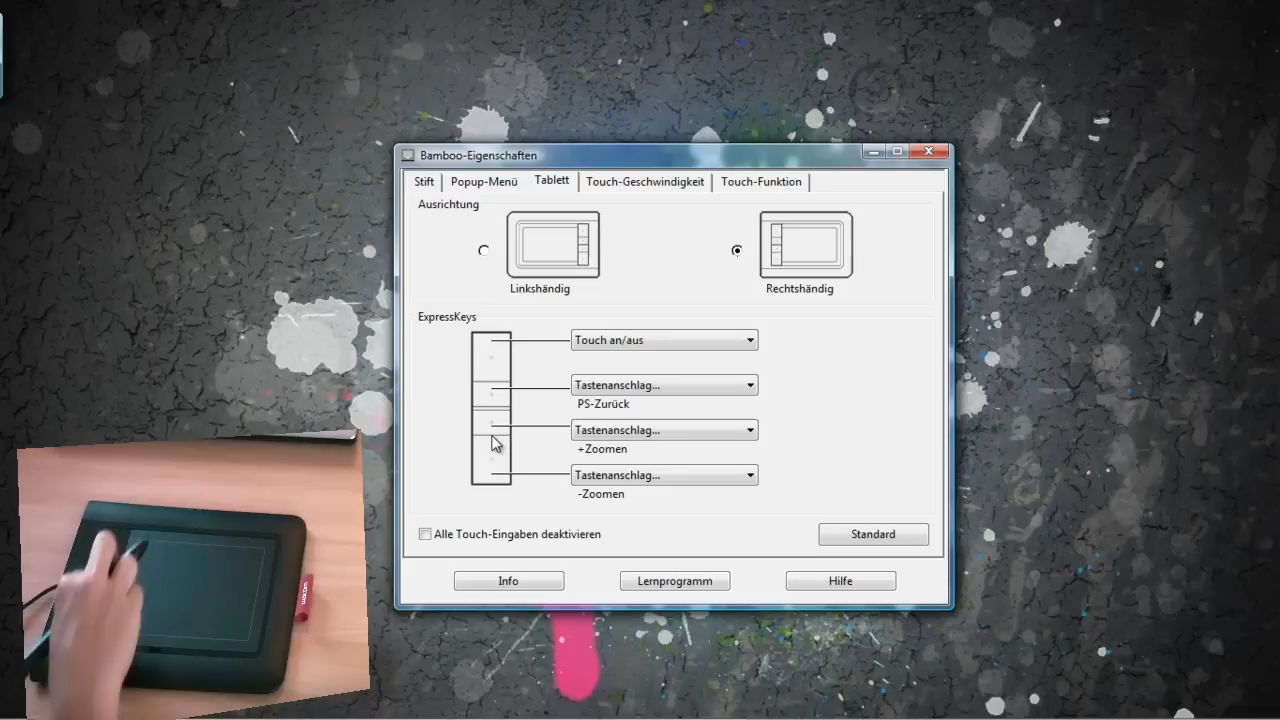 Bamboo-Eigenschaften
Stift
Popup-Menü
Tablett
Touch-Geschwindigkeit
Touch-Funktion
Ausrichtung
Linkshändig
Rechtshändig
ExpressKeys
Touch an/aus
Tastenanschlag...
PS-Zurück
Tastenanschlag...
+Zoomen
Tastenanschlag...
-Zoomen
Alle Touch-Eingaben deaktivieren
Standard
Info
Lernprogramm
Hilfe
wacom